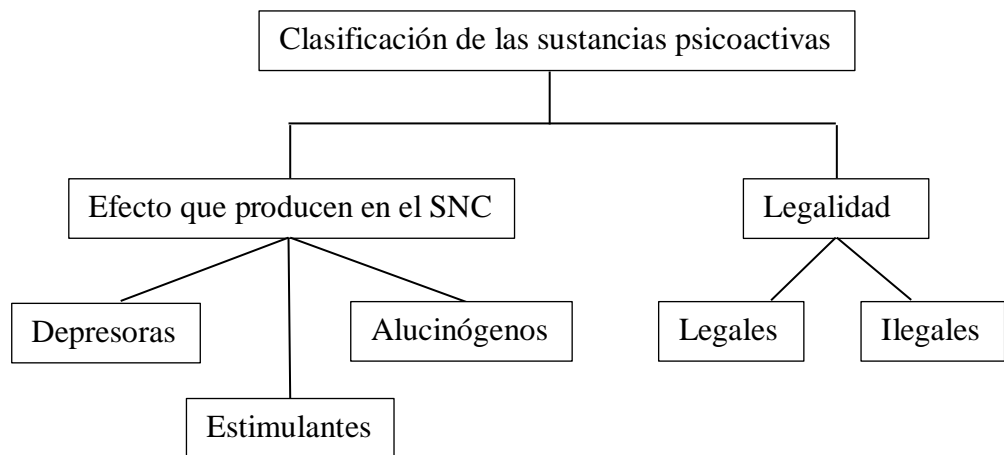 Clasificación de las sustancias psicoactivas
Efecto que producen en el SNC
Legalidad
Depresoras
Alucinógenos
Legales
Ilegales
Estimulantes